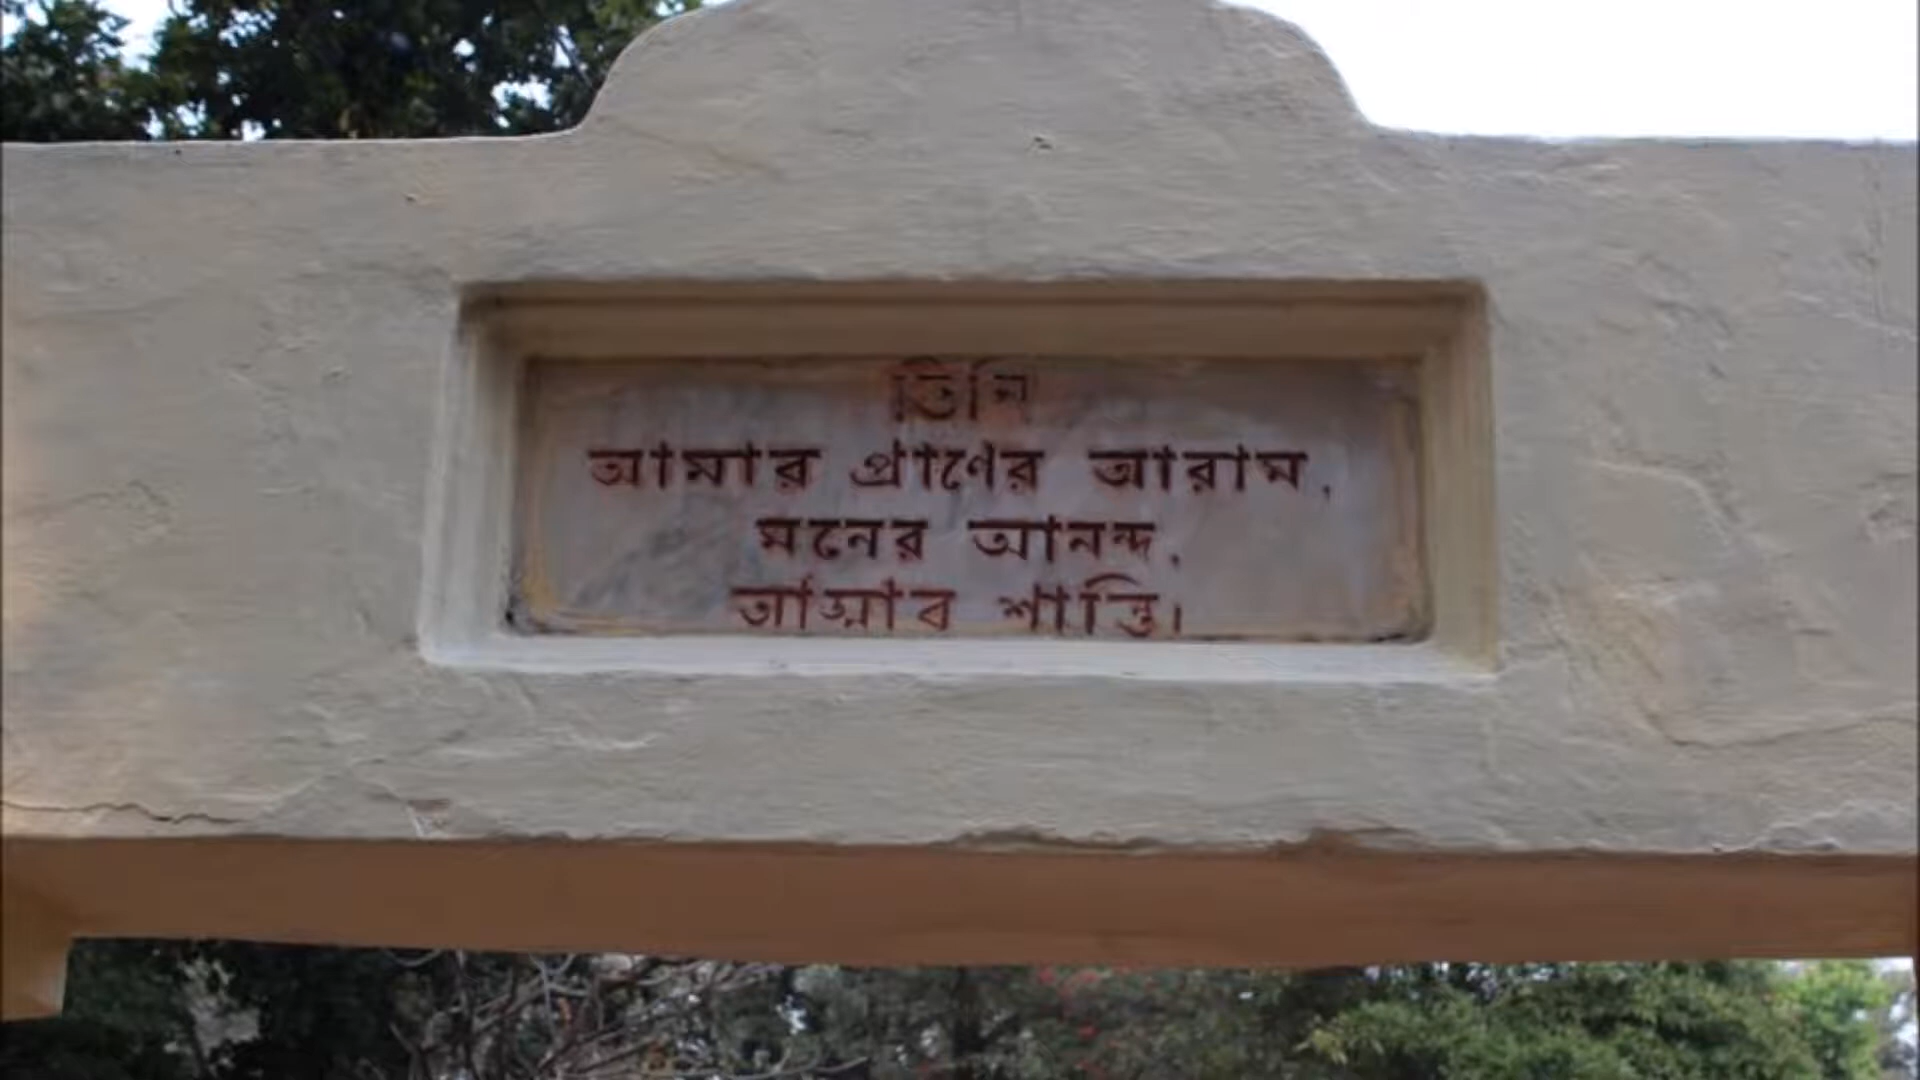 তিনি
আমার প্রাণের আরাম,
মনের আনন্দ,
আত্মার শান্তি।